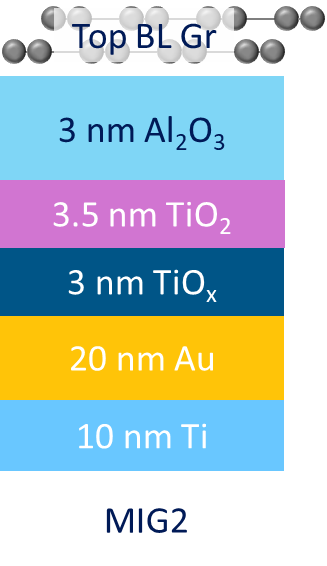 Top BL Gr
3 nm Al₂O₃
3.5 nm TiO₂
3 nm TiOₓ
20 nm Au
10 nm Ti
MIG2